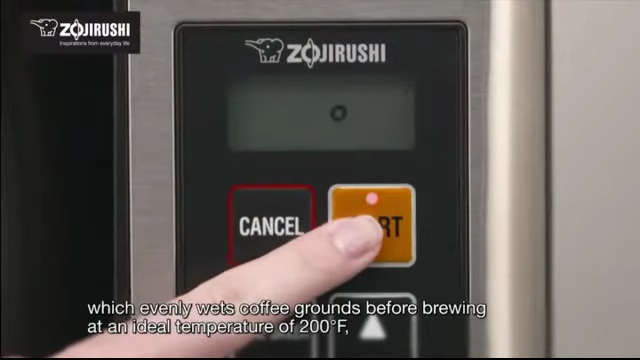 ZOJIRUSHI
Inspirations from everyday life
ZOJIRUSHI
CANCEL
RT
which evenly wets coffee grounds before brewing
at an ideal temperature of 200°F,